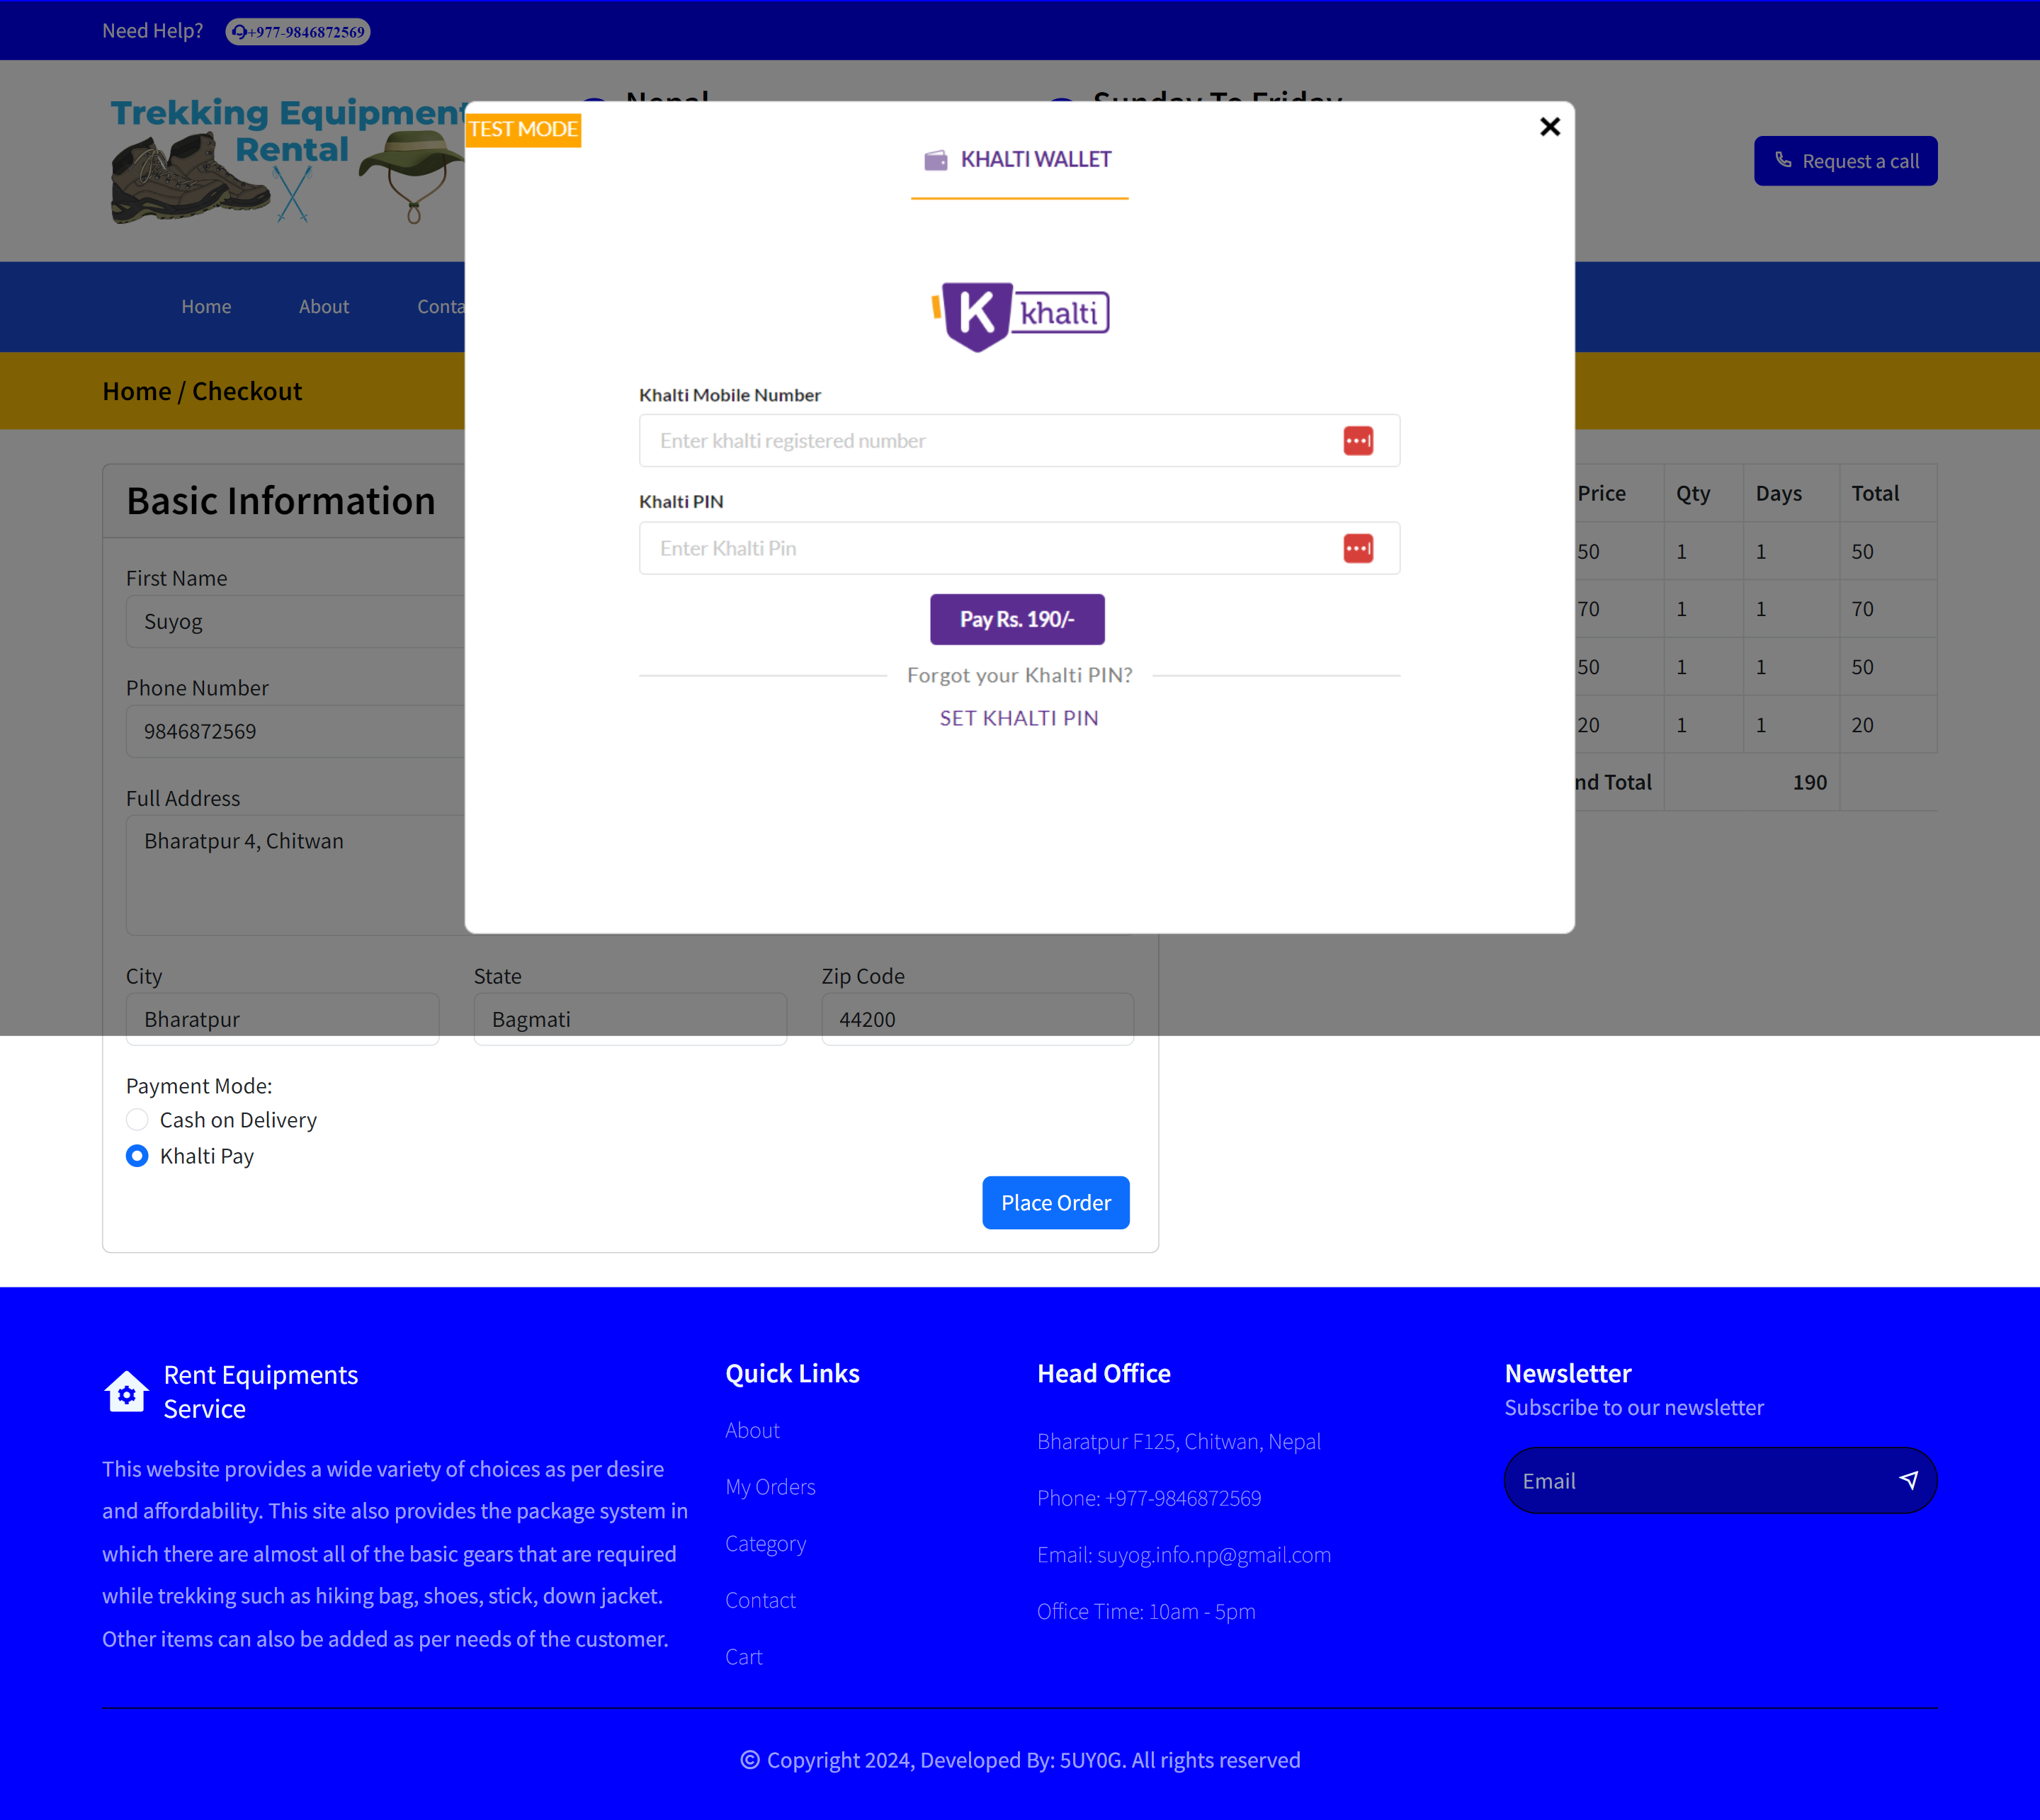 Need Help?
+977-9846872569
Trekking Equipment
Rental
Nepal
Sunday To Friday
Request a call
Home
About
Conta
Home / Checkout
TEST MODE
KHALTI WALLET
K khalti
Khalti Mobile Number
Enter khalti registered number
Khalti PIN
Enter Khalti Pin
Pay Rs. 190/-
Forgot your Khalti PIN?
SET KHALTI PIN
Basic Information
First Name
Suyog
Phone Number
9846872569
Full Address
Bharatpur 4, Chitwan
City
State
Zip Code
Bharatpur
Bagmati
44200
Payment Mode:
Cash on Delivery
Khalti Pay
Place Order
Price Qty Days Total
50 1 1 50
70 1 1 70
50 1 1 50
20 1 1 20
nd Total 190
Rent Equipments
Service
This website provides a wide variety of choices as per desire
and affordability. This site also provides the package system in
which there are almost all of the basic gears that are required
while trekking such as hiking bag, shoes, stick, down jacket.
Other items can also be added as per needs of the customer.
Quick Links
About
My Orders
Category
Contact
Cart
Head Office
Bharatpur F125, Chitwan, Nepal
Phone: +977-9846872569
Email: suyog.info.np@gmail.com
Office Time: 10am - 5pm
Newsletter
Subscribe to our newsletter
Email
© Copyright 2024, Developed By: 5UY0G. All rights reserved